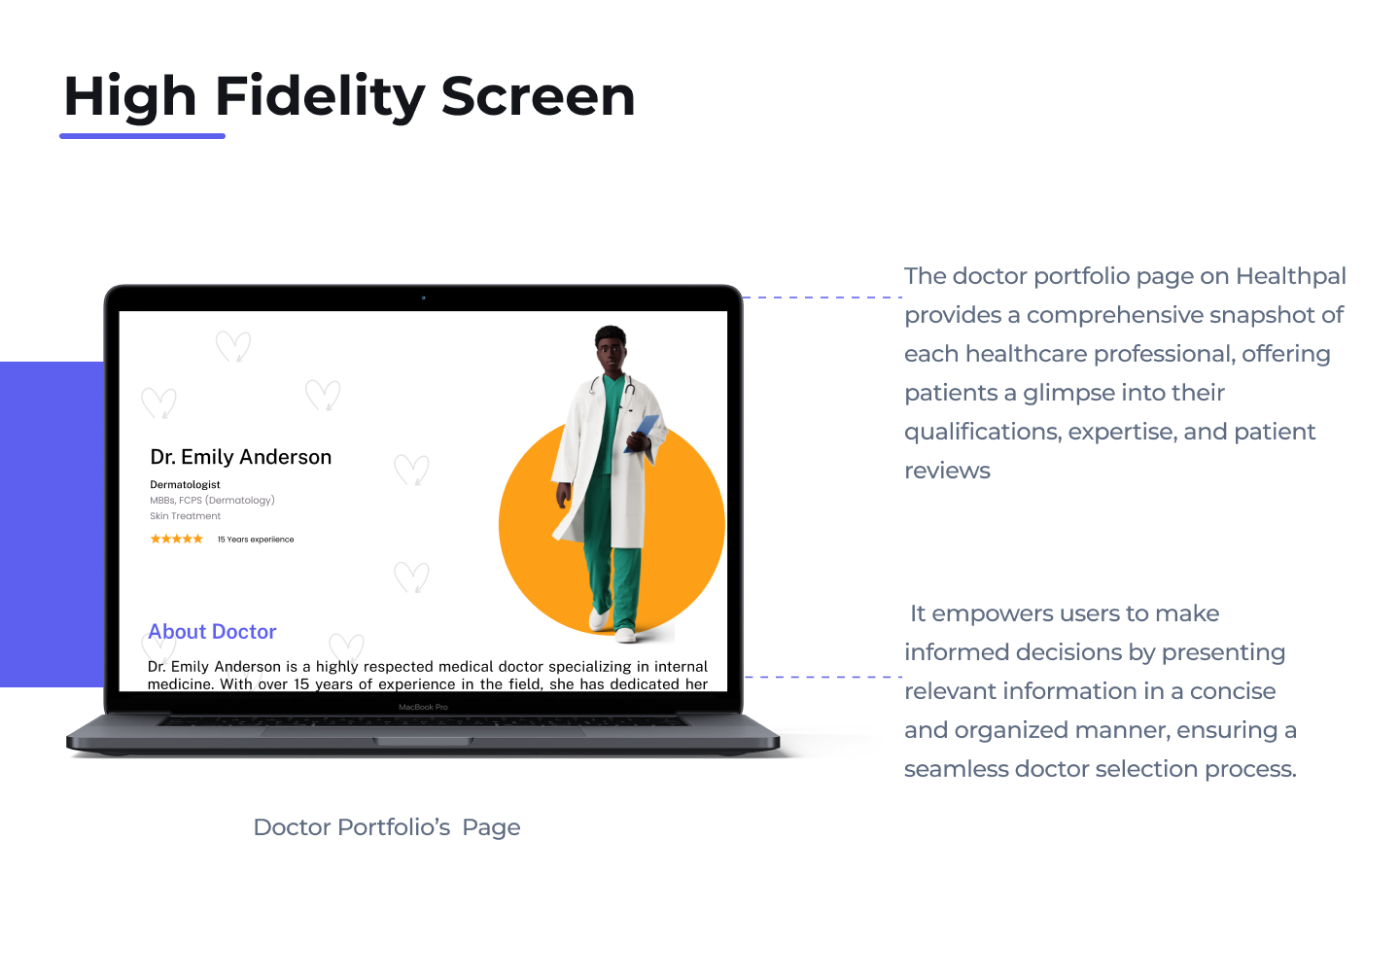 High Fidelity Screen
The doctor portfolio page on Healthpal
provides a comprehensive snapshot of
each healthcare professional, offering
patients a glimpse into their
qualifications, expertise, and patient
reviews
Dr. Emily Anderson
Dermatologist
MBBs, FCPS (Dermatology)
Skin Treatment
15 Years experiience
About Doctor
Dr. Emily Anderson is a highly respected medical doctor specializing in internal
medicine. With over 15 years of experience in the field, she has dedicated her
MacBook Pro
It empowers users to make
informed decisions by presenting
relevant information in a concise
and organized manner, ensuring a
seamless doctor selection process.
Doctor Portfolio’s Page